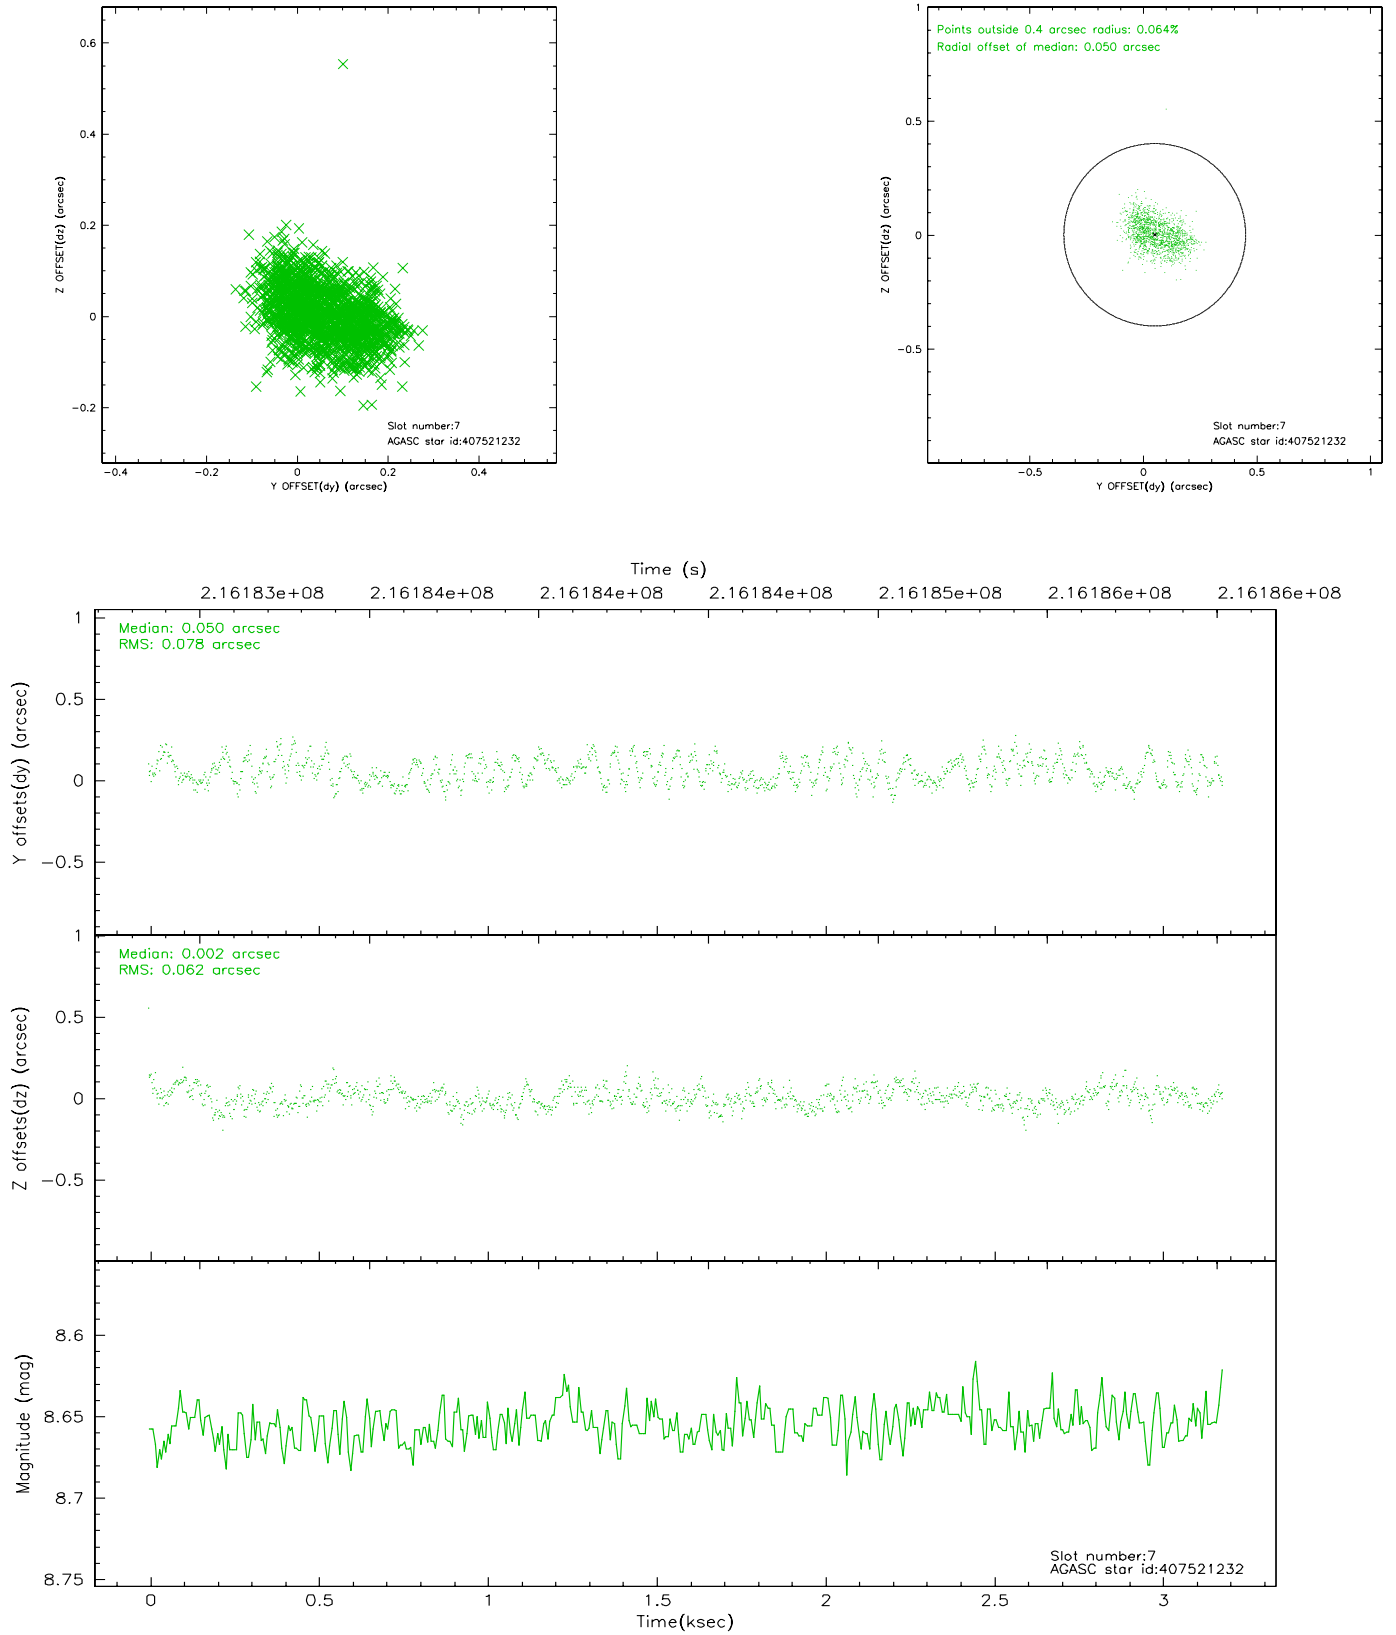 0.6
0.4
0.2
0
−0.2
−0.4
−0.2
0
0.2
0.4
Z OFFSET(dz) (arcsec)
Y OFFSET(dy) (arcsec)
Slot number:7
AGASC star id:407521232
Points outside 0.4 arcsec radius: 0.064%
Radial offset of median: 0.050 arcsec
1
0.5
0
−0.5
−0.5
0
0.5
1
Z OFFSET(dz) (arcsec)
Y OFFSET(dy) (arcsec)
Slot number:7
AGASC star id:407521232
Time (s)
2.16183e+08 2.16184e+08 2.16184e+08 2.16184e+08 2.16185e+08 2.16186e+08 2.16186e+08
Median: 0.050 arcsec
RMS: 0.078 arcsec
1
0.5
0
−0.5
Y offsets(dy) (arcsec)
Median: 0.002 arcsec
RMS: 0.062 arcsec
1
0.5
0
−0.5
Z offsets(dz) (arcsec)
8.6
8.65
8.7
8.75
Magnitude (mag)
Slot number:7
AGASC star id:407521232
0 0.5 1 1.5 2 2.5 3
Time(ksec)